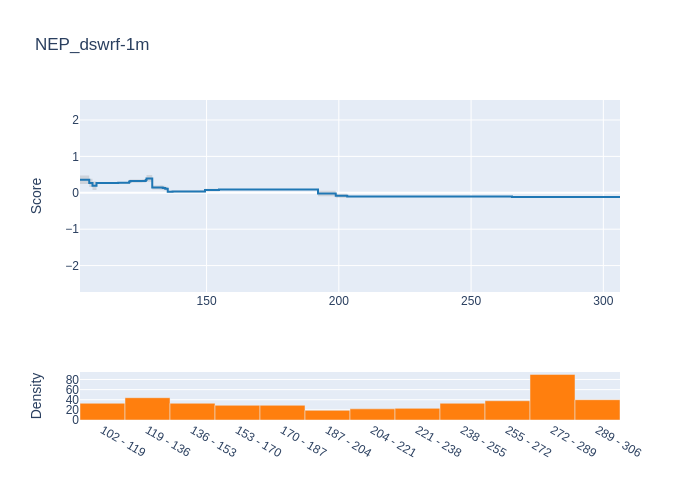 NEP_dswrf-1m
Score
2
1
0
−1
−2
150
200
250
300
Density
80
60
40
20
0
102 - 119
119 - 136
136 - 153
153 - 170
170 - 187
187 - 204
204 - 221
221 - 238
238 - 255
255 - 272
272 - 289
289 - 306